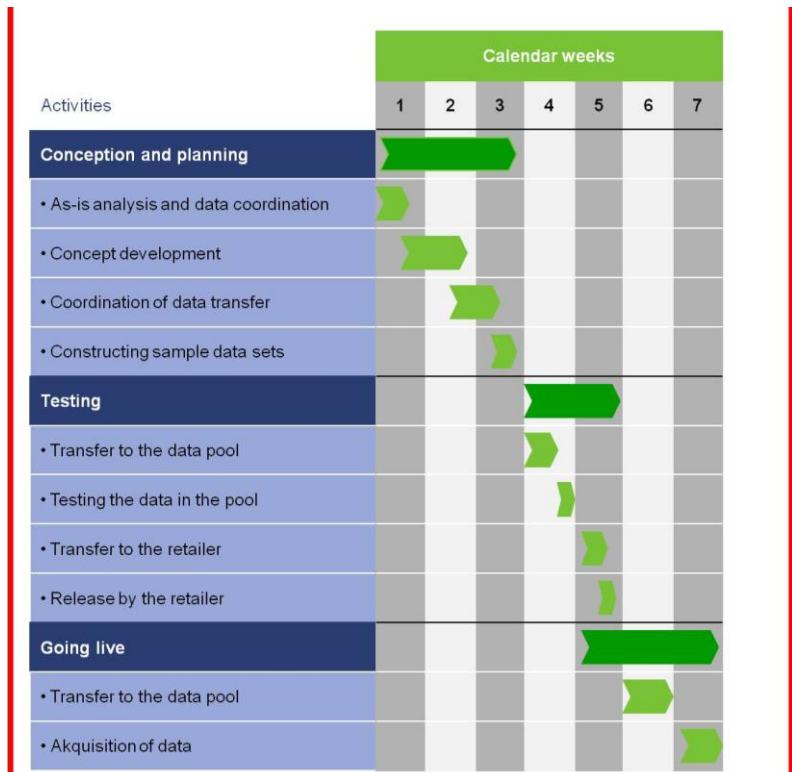 Calendar weeks
Activities 1 2 3 4 5 6 7
Conception and planning
• As-is analysis and data coordination
• Concept development
• Coordination of data transfer
• Constructing sample data sets
Testing
• Transfer to the data pool
• Testing the data in the pool
• Transfer to the retailer
• Release by the retailer
Going live
• Transfer to the data pool
• Akquisition of data